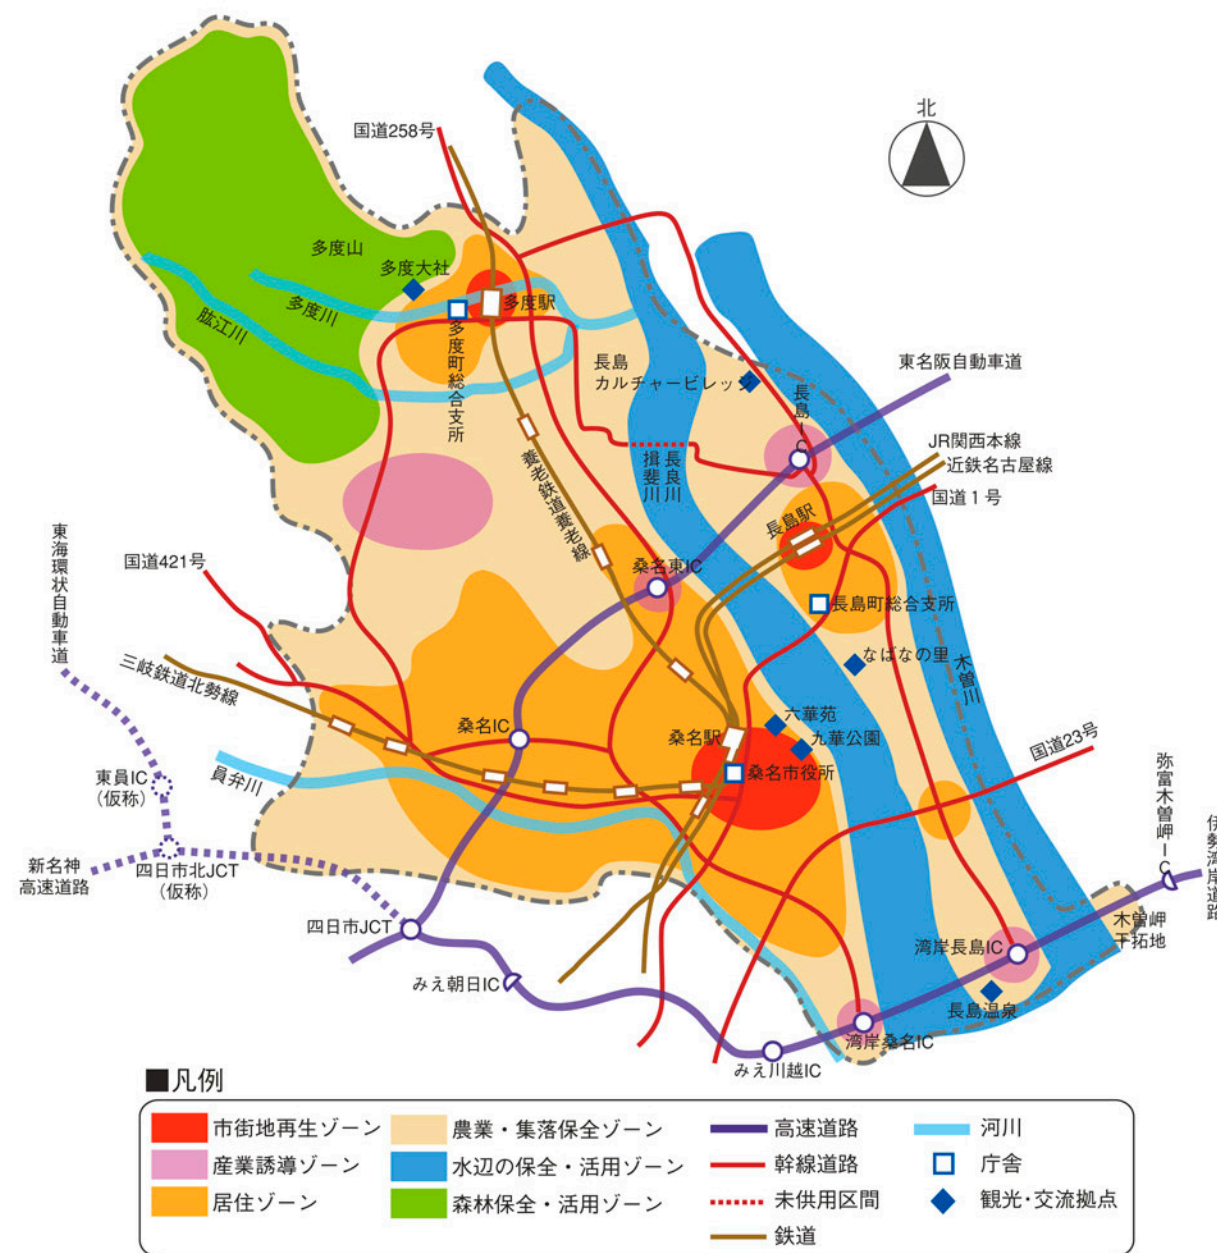 北
国道258号
多度山
多度大社
多度川
肱江川
多度駅
多度町総合支所
長島
カルチャービレッジ
長島IC
東名阪自動車道
JR関西本線
近鉄名古屋線
国道1号
揖斐川
長良川
養老鉄道養老線
長島駅
桑名東IC
長島町総合支所
なばなの里
木曽川
国道421号
東海環状自動車道
三岐鉄道北勢線
桑名IC
桑名駅
六華苑
九華公園
桑名市役所
国道23号
員弁川
東員IC
(仮称)
新名神
高速道路
四日市北JCT
(仮称)
四日市JCT
みえ朝日IC
みえ川越IC
湾岸桑名IC
湾岸長島IC
長島温泉
木曽岬
干拓地
弥富木曽岬IC
伊勢湾岸道路
■凡例
市街地再生ゾーン
産業誘導ゾーン
居住ゾーン
農業・集落保全ゾーン
水辺の保全・活用ゾーン
森林保全・活用ゾーン
高速道路
幹線道路
未供用区間
鉄道
河川
庁舎
観光・交流拠点